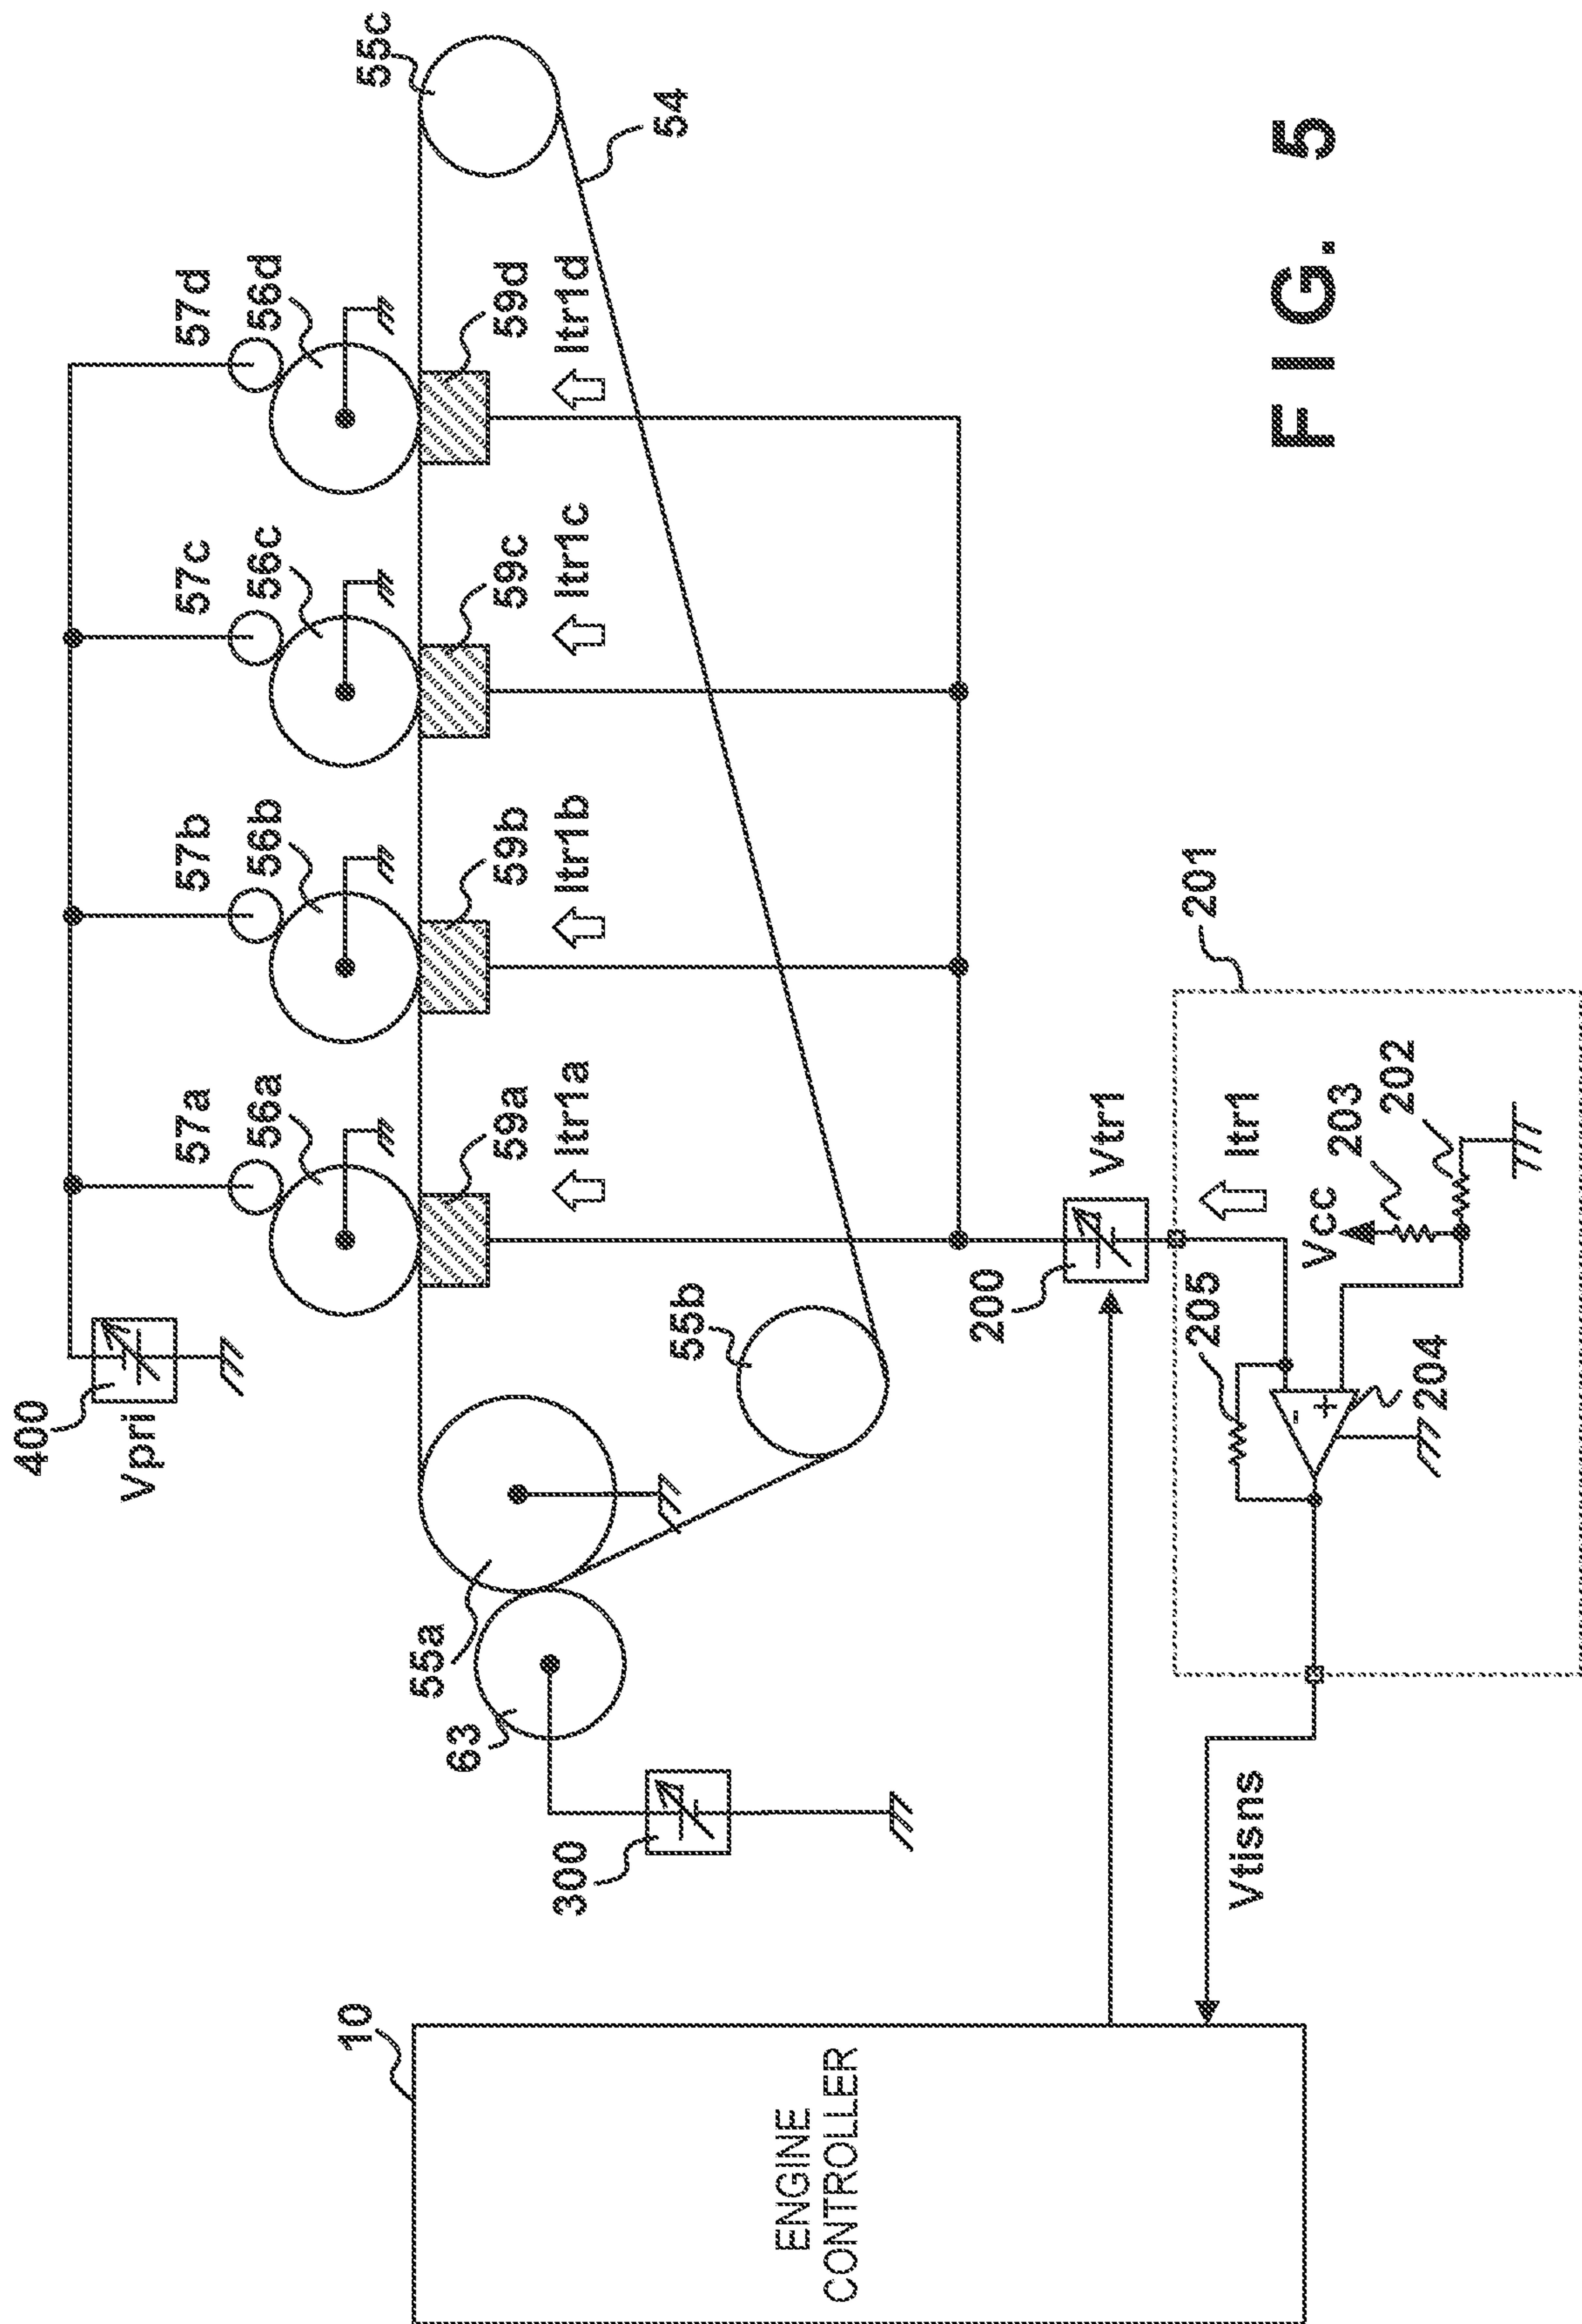 400
Vpri
57a
57b
57c
57d
56a
56b
56c
56d
55c
55a
63
59a
59b
59c
59d
Itr1a
Itr1b
Itr1c
Itr1d
54
300
55b
10
ENGINE
CONTROLLER
200
Vtr1
201
205
Itr1
Vcc
203
202
-
+
204
Vtisns
FIG. 5